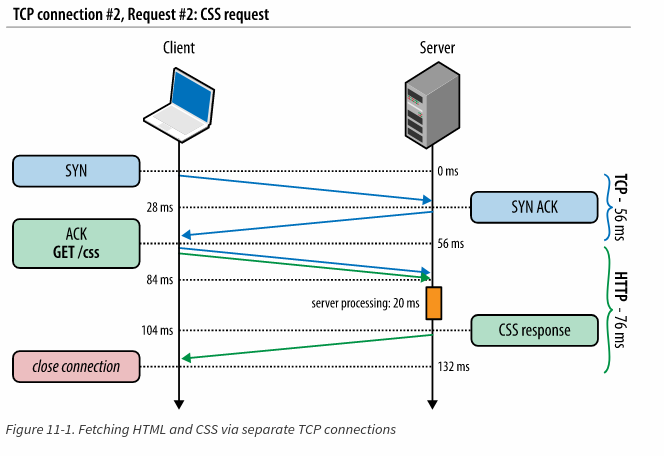 TCP connection #2, Request #2: CSS request
Client
Server
SYN
0 ms
28 ms
SYN ACK
TCP - 56 ms
ACK
GET /css
56 ms
84 ms
server processing: 20 ms
HTTP - 76 ms
104 ms
CSS response
close connection
132 ms
Figure 11-1. Fetching HTML and CSS via separate TCP connections